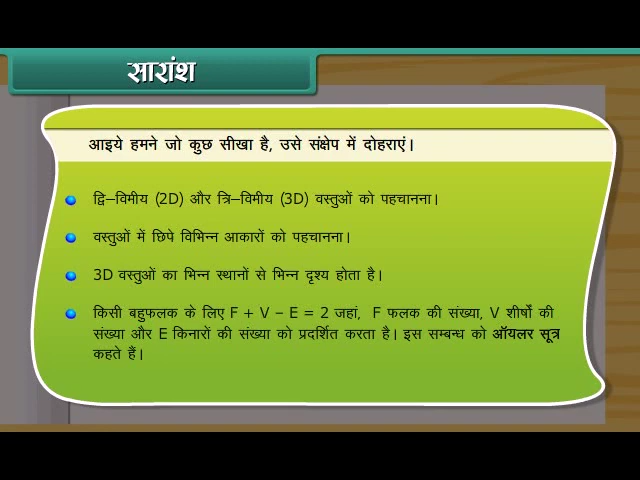 सारांश
आइये हमने जो कुछ सीखा है, उसे संक्षेप में दोहराएं।
द्वि–विमीय (2D) और त्रि–विमीय (3D) वस्तुओं को पहचानना।
वस्तुओं में छिपे विभिन्न आकारों को पहचानना।
3D वस्तुओं का भिन्न स्थानों से भिन्न दृश्य होता है।
किसी बहुफलक के लिए F + V – E = 2 जहां, F फलक की संख्या, V शीर्षों की
संख्या और E किनारों की संख्या को प्रदर्शित करता है। इस सम्बन्ध को ऑयलर सूत्र
कहते हैं।